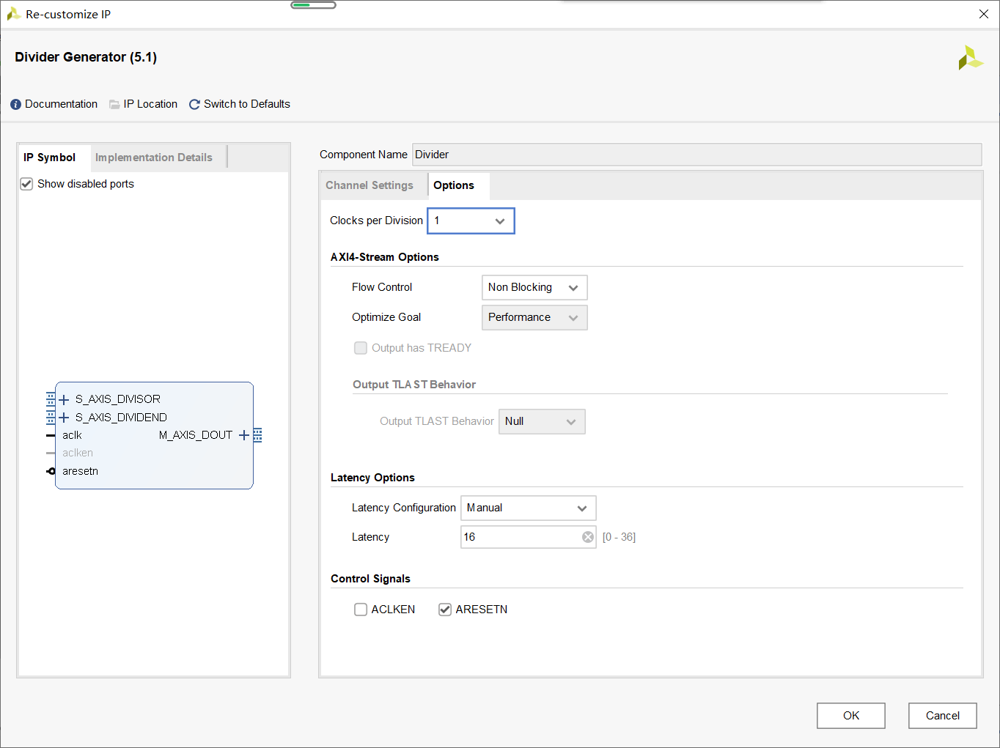 Re-customize IP
Divider Generator (5.1)
Documentation IP Location Switch to Defaults
IP Symbol Implementation Details
Show disabled ports
S_AXIS_DIVISOR
S_AXIS_DIVIDEND
aclk M_AXIS_DOUT
aclken
aresetn
Component Name Divider
Channel Settings Options
Clocks per Division 1
AXI4-Stream Options
Flow Control Non Blocking
Optimize Goal Performance
Output has TREADY
Output TLAST Behavior
Output TLAST Behavior Null
Latency Options
Latency Configuration Manual
Latency 16 [0 - 36]
Control Signals
ACLKEN ARESETN
OK Cancel